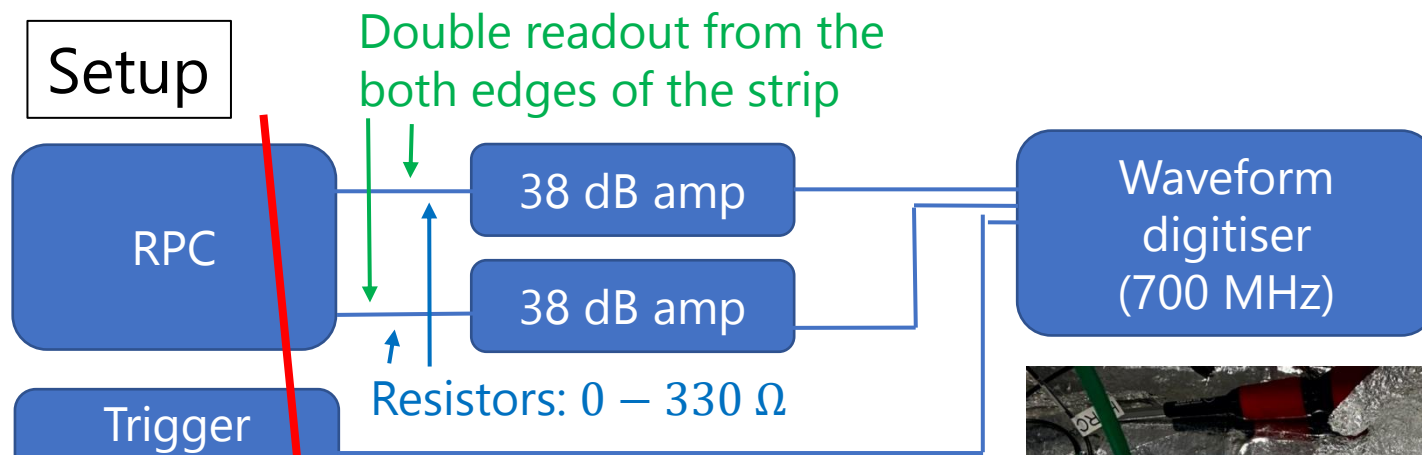 Setup
Double readout from the
both edges of the strip
RPC
38 dB amp
38 dB amp
Waveform
digitiser
(700 MHz)
Resistors: 0 – 330 Ω
Trigger